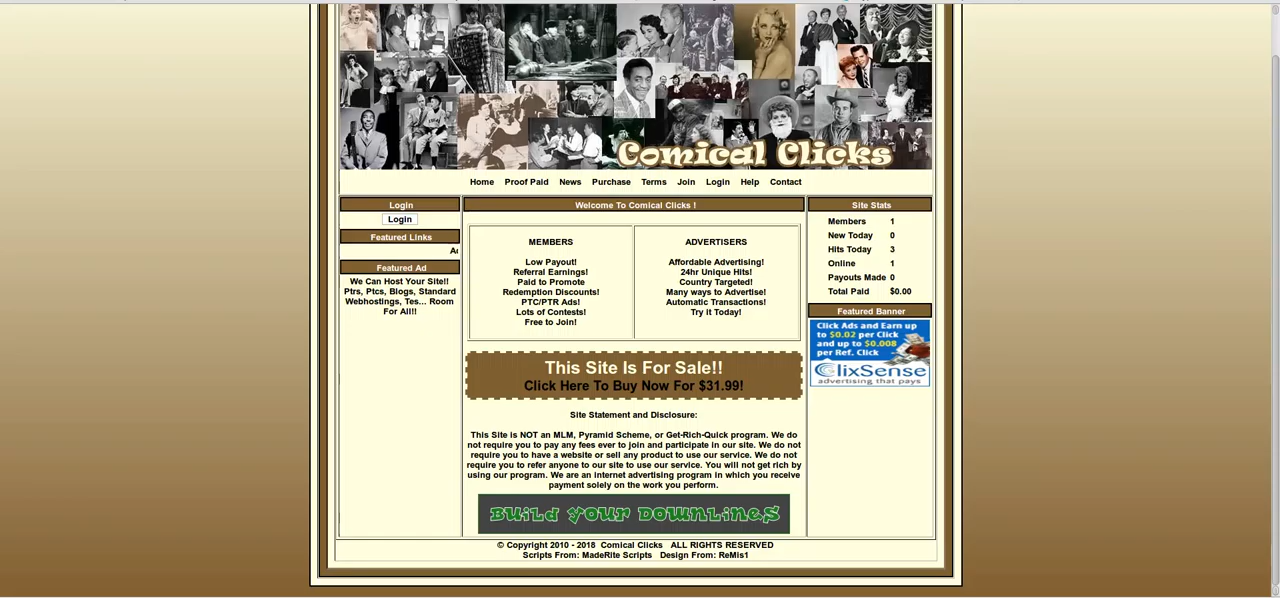 Comical Clicks
Home Proof Paid News Purchase Terms Join Login Help Contact
Login
Login
Featured Links
Featured Ad
We Can Host Your Site!!
Ptrs, Ptcs, Blogs, Standard
Webhostings, Tes... Room
For All!!
Welcome To Comical Clicks !
MEMBERS
Low Payout!
Referral Earnings!
Paid to Promote
Redemption Discounts!
PTC/PTR Ads!
Lots of Contests!
Free to Join!
ADVERTISERS
Affordable Advertising!
24hr Unique Hits!
Country Targeted!
Many ways to Advertise!
Automatic Transactions!
Try it Today!
This Site Is For Sale!!
Click Here To Buy Now For $31.99!
Site Statement and Disclosure:
This Site is NOT an MLM, Pyramid Scheme, or Get-Rich-Quick program. We do
not require you to pay any fees ever to join and participate in our site. We do not
require you to have a website or sell any product to use our service. We do not
require you to refer anyone to our site to use our service. You will not get rich by
using our program. We are an internet advertising program in which you receive
payment solely on the work you perform.
Build Your Downlines
Site Stats
Members 1
New Today 0
Hits Today 3
Online 1
Payouts Made 0
Total Paid $0.00
Featured Banner
Click Ads and Earn up
to $0.02 per Click
and up to $0.008
per Ref. Click
ClixSense
advertising that pays
© Copyright 2010 - 2018 Comical Clicks ALL RIGHTS RESERVED
Scripts From: MadeRite Scripts Design From: ReMis1